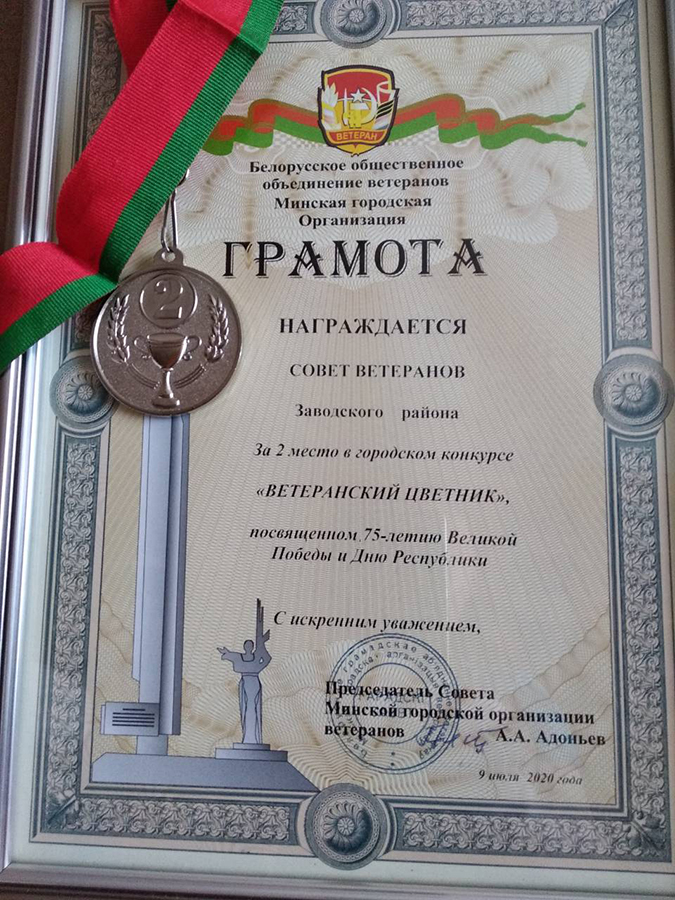 ВЕТЕРАН
Белорусское общественное
объединение ветеранов
Минская городская
Организация
ГРАМОТА
2
НАГРАЖДАЕТСЯ
СОВЕТ ВЕТЕРАНОВ
Заводского района
За 2 место в городском конкурсе
«ВЕТЕРАНСКИЙ ЦВЕТНИК»,
посвященном 75-летию Великой
Победы и Дню Республики
С искренним уважением,
Председатель Совета
Минской городской организации
ветеранов А.А. Адоньев
9 июля 2020 года